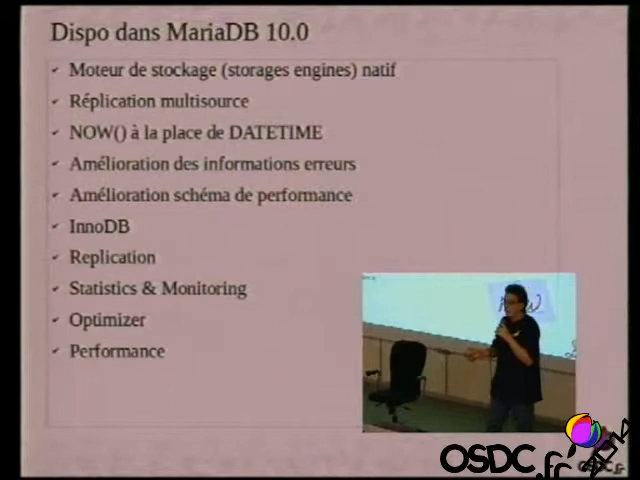 Dispo dans MariaDB 10.0
Moteur de stockage (storages engines) natif
Réplication multisource
NOW() à la place de DATETIME
Amélioration des informations erreurs
Amélioration schéma de performance
InnoDB
Replication
Statistics & Monitoring
Optimizer
Performance
OSDC.fr